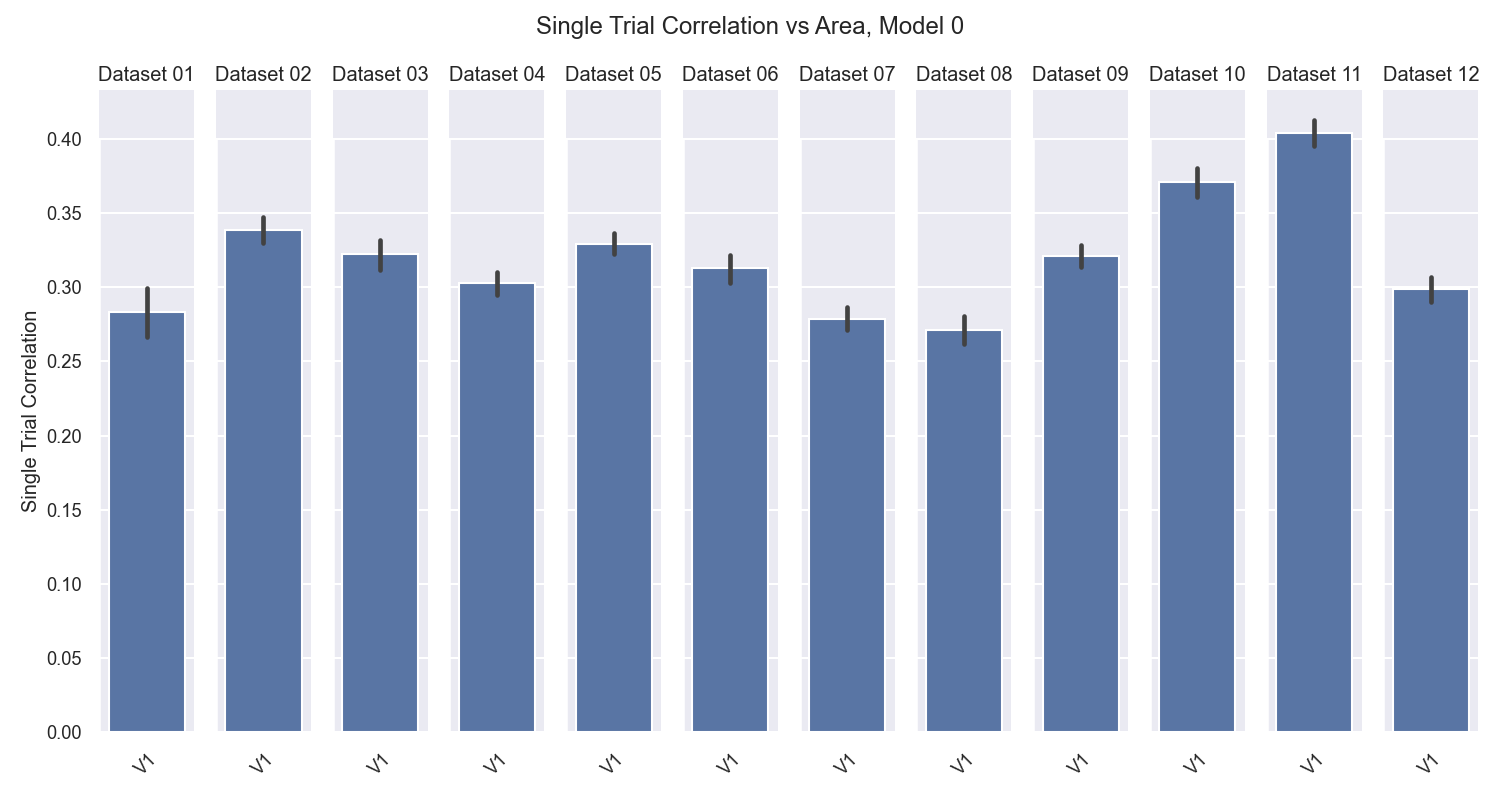 Single Trial Correlation vs Area, Model 0
Dataset 01 Dataset 02 Dataset 03 Dataset 04 Dataset 05 Dataset 06 Dataset 07 Dataset 08 Dataset 09 Dataset 10 Dataset 11 Dataset 12
Single Trial Correlation
0.40
0.35
0.30
0.25
0.20
0.15
0.10
0.05
0.00
V1 V1 V1 V1 V1 V1 V1 V1 V1 V1 V1 V1